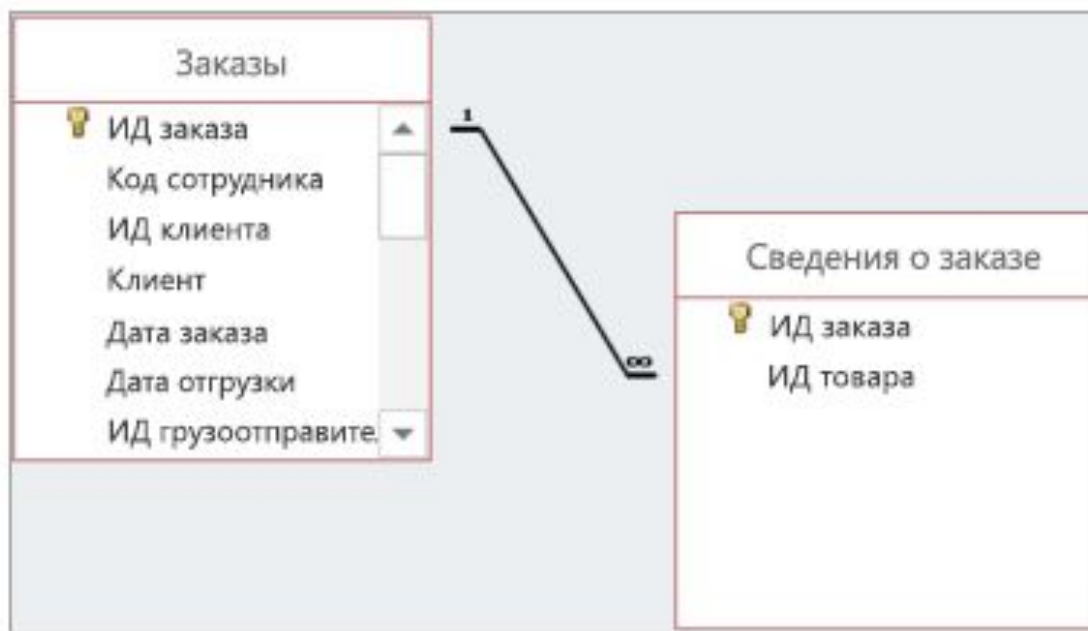 Заказы
ИД заказа
Код сотрудника
ИД клиента
Клиент
Дата заказа
Дата отгрузки
ИД грузоотправите
1
∞
Сведения о заказе
ИД заказа
ИД товара